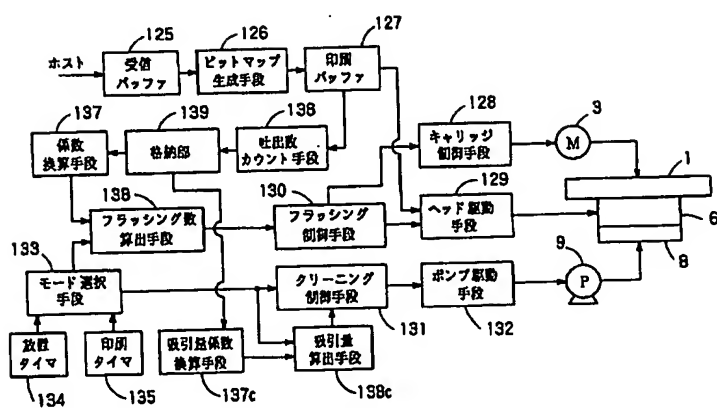 125
126
127
ホスト
受信
バッファ
ビットマップ
生成手段
印刷
バッファ
137
139
138
128
3
係数
換算手段
格納部
吐出数
カウント手段
キャリッジ
制御手段
M
1
138
130
129
133
フラッシング数
算出手段
フラッシング
制御手段
ヘッド駆動
手段
6
9
8
モード選択
手段
クリーニング
制御手段
ポンプ駆動
手段
P
131
132
放置
タイマ
印刷
タイマ
吸引量係数
換算手段
吸引量
算出手段
134
135
137c
138c